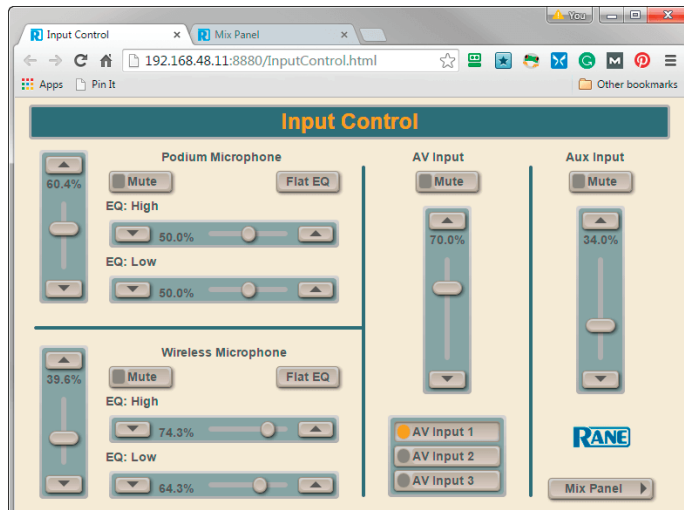 You
Input Control
Mix Panel
192.168.48.11:8880/InputControl.html
Apps
Pin It
Other bookmarks
Input Control
Podium Microphone
60.4%
Mute
Flat EQ
EQ: High
50.0%
EQ: Low
50.0%
Wireless Microphone
39.6%
Mute
Flat EQ
EQ: High
74.3%
EQ: Low
64.3%
AV Input
Mute
70.0%
AV Input 1
AV Input 2
AV Input 3
Aux Input
Mute
34.0%
RANE
Mix Panel